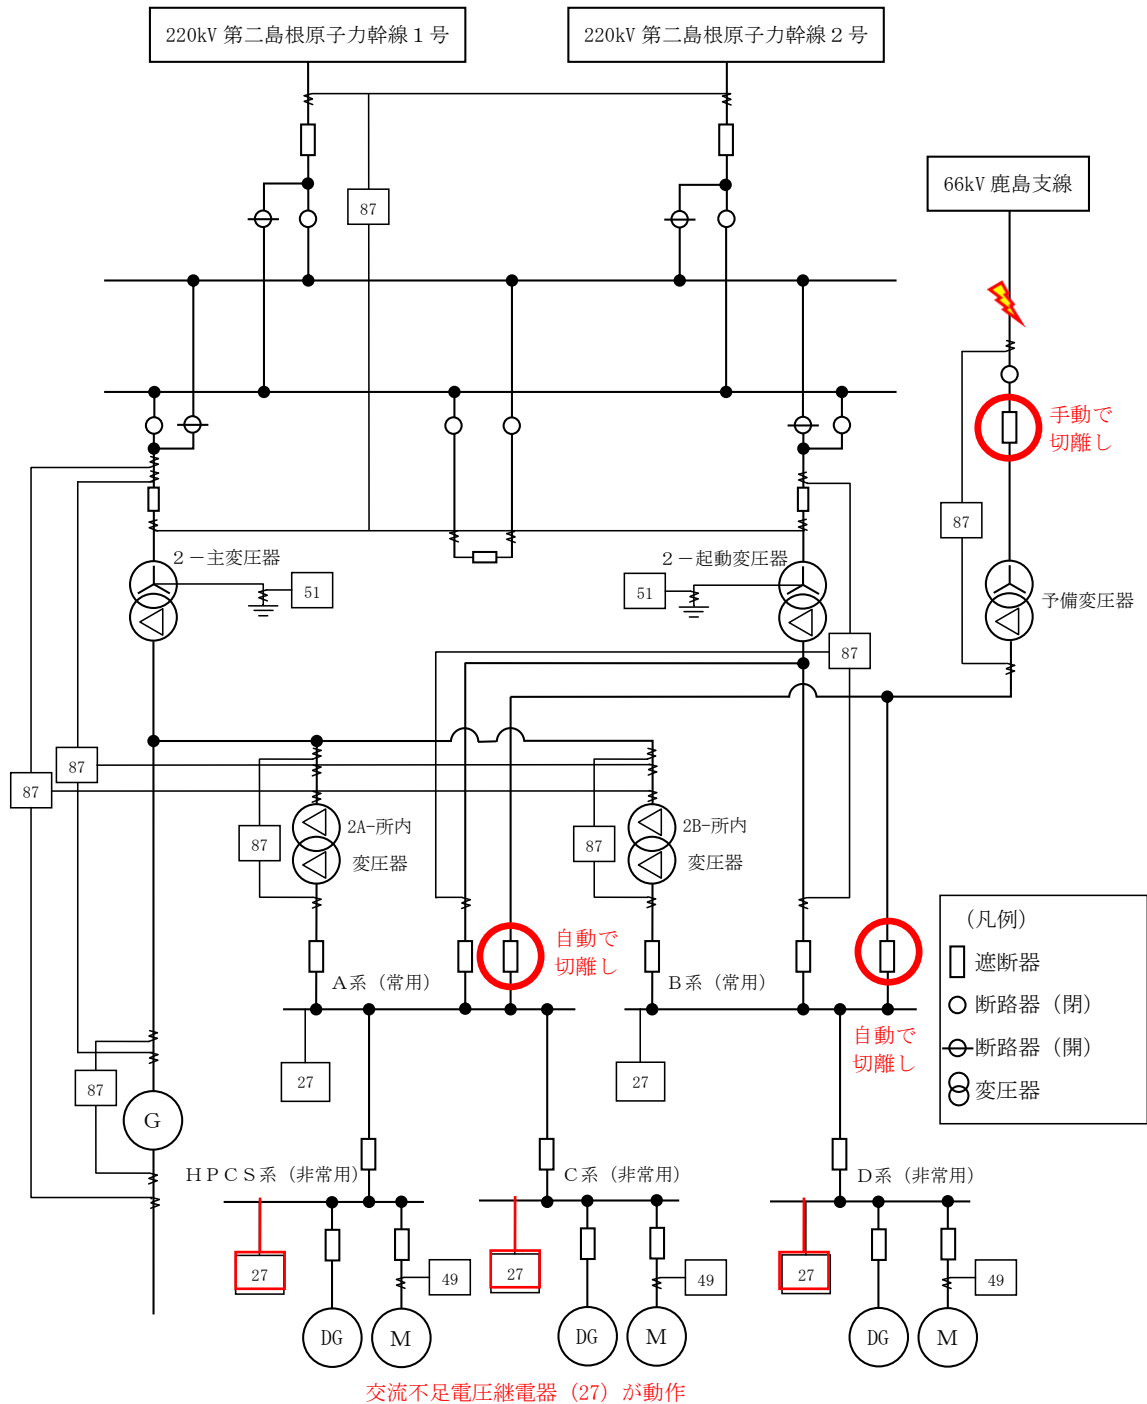 220kV 第二島根原子力幹線１号
220kV 第二島根原子力幹線２号
66kV 鹿島支線
87
手動で
切離し
87
２－主変圧器
51
２－起動変圧器
51
予備変圧器
87
87
87
87
2A-所内
変圧器
87
2B-所内
変圧器
自動で
切離し
Ａ系（常用）
Ｂ系（常用）
自動で
切離し
（凡例）
遮断器
断路器（閉）
断路器（開）
変圧器
27
27
87
G
ＨＰＣＳ系（非常用）
Ｃ系（非常用）
Ｄ系（非常用）
27
49
27
49
27
49
DG
M
DG
M
DG
M
交流不足電圧継電器（27）が動作